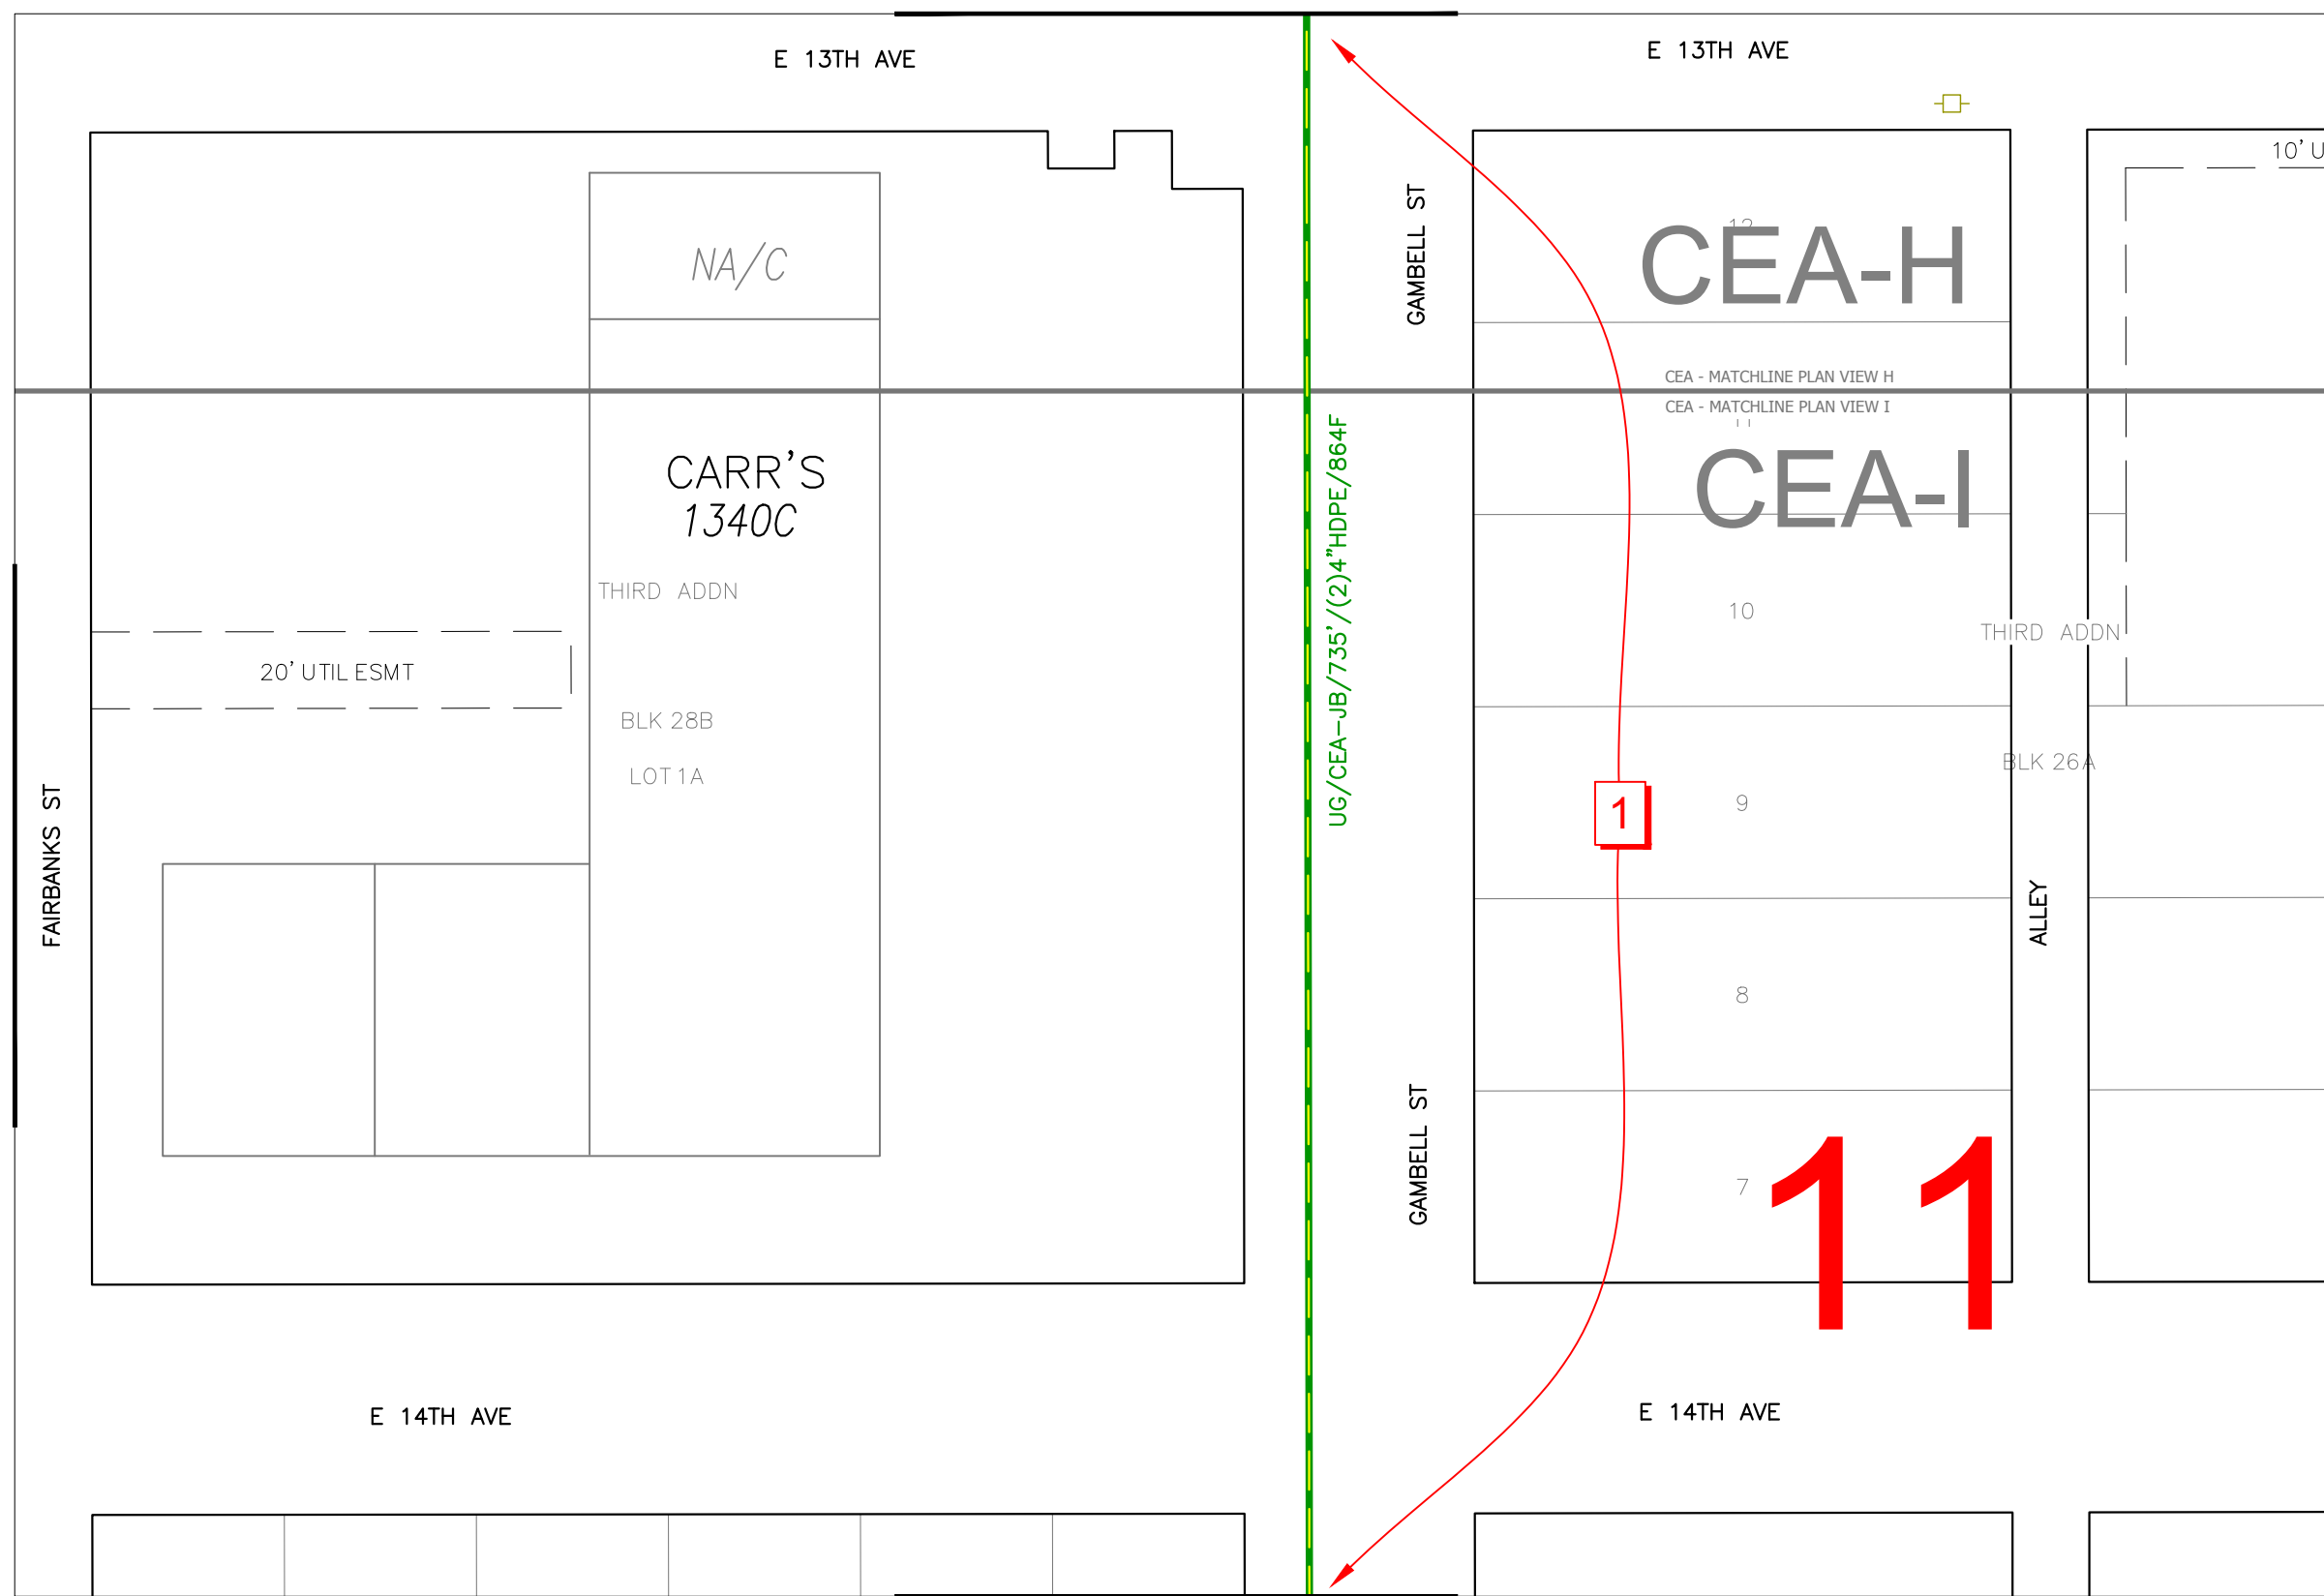 E 13TH AVE
E 13TH AVE
10' U
GAMBELL ST
12
CEA-H
NA/C
CEA - MATCHLINE PLAN VIEW H
CEA - MATCHLINE PLAN VIEW I
CEA-I
CARR'S
1340C
THIRD ADDN
UG/CEA-JB/735'/(2)4"HDPE/864F
10
THIRD ADDN
20' UTIL ESMT
BLK 28B
LOT 1A
BLK 26A
1
9
FAIRBANKS ST
ALLEY
8
GAMBELL ST
7
11
E 14TH AVE
E 14TH AVE